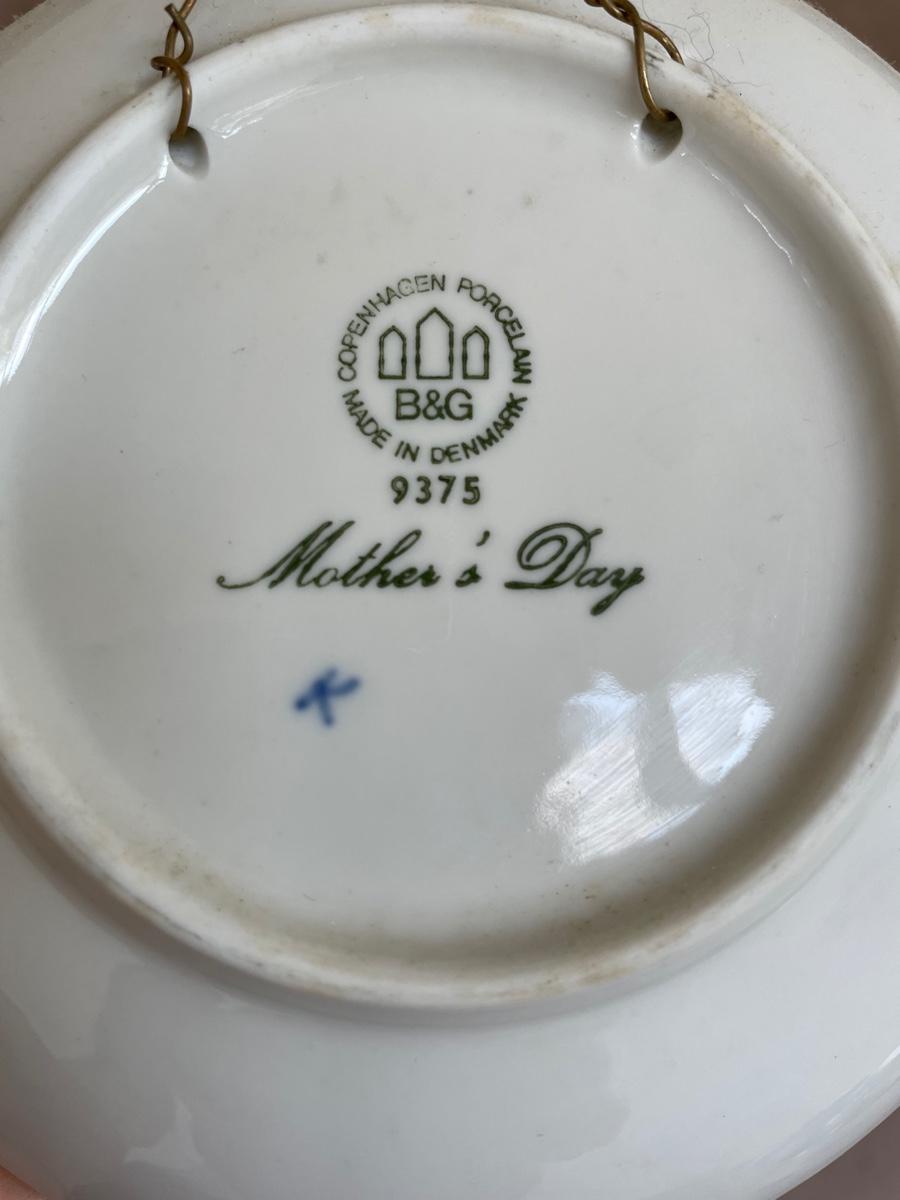 COPENHAGEN PORCELAIN
B&G
MADE IN DENMARK
9375
Mother's Day
K